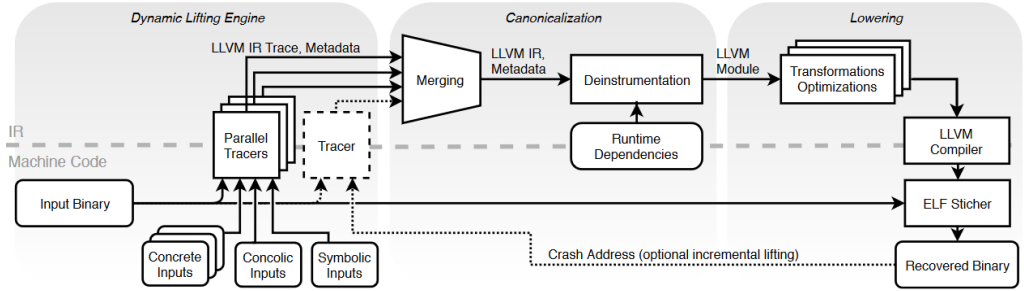 Dynamic Lifting Engine
Canonicalization
Lowering
LLVM IR Trace, Metadata
Merging
LLVM IR,
Metadata
Deinstrumentation
LLVM
Module
Transformations
Optimizations
Parallel
Tracers
Tracer
Runtime
Dependencies
LLVM
Compiler
IR
Machine Code
Input Binary
ELF Sticher
Concrete
Inputs
Concolic
Inputs
Symbolic
Inputs
Crash Address (optional incremental lifting)
Recovered Binary